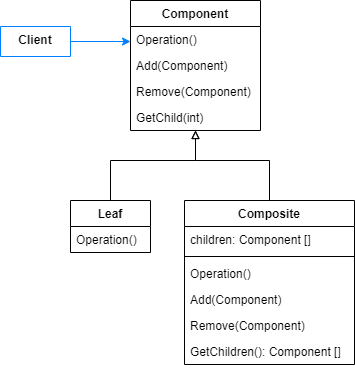 Component
Client
Operation()
Add(Component)
Remove(Component)
GetChild(int)
Leaf
Operation()
Composite
children: Component []
Operation()
Add(Component)
Remove(Component)
GetChildren(): Component []